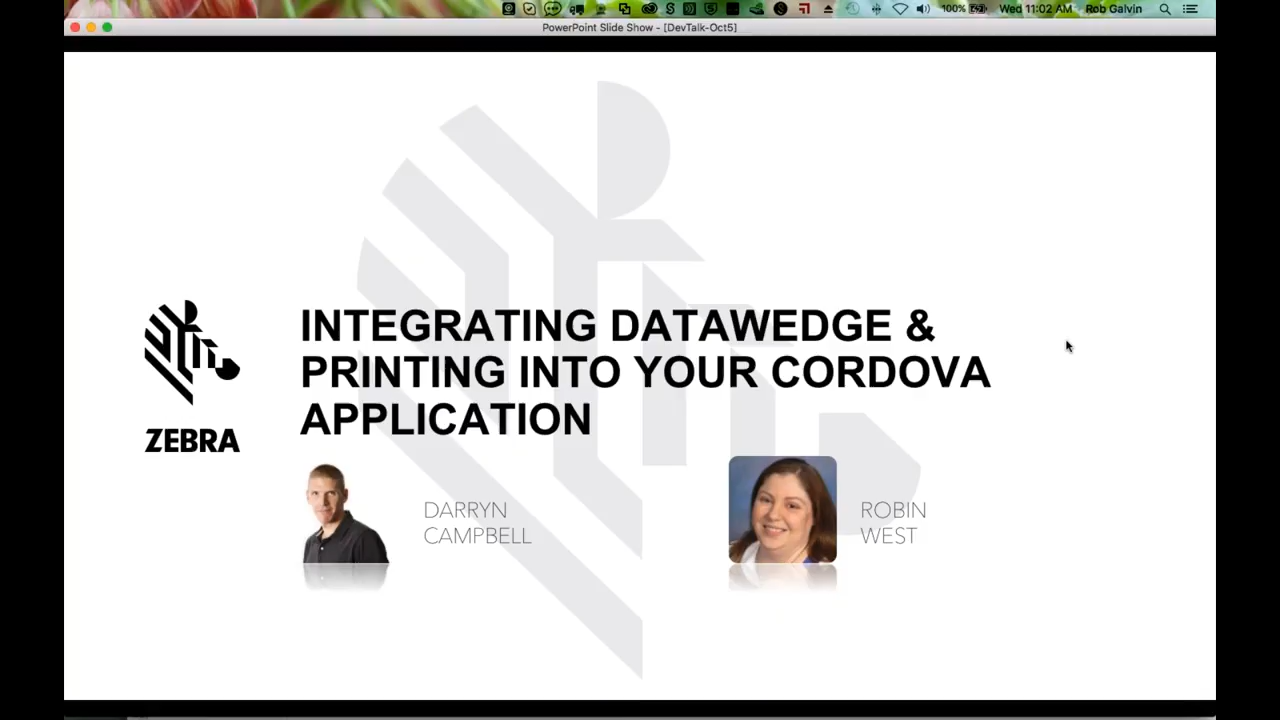 100% Wed 11:02 AM Rob Galvin
PowerPoint Slide Show - [DevTalk-Oct5]
INTEGRATING DATAWEDGE &
PRINTING INTO YOUR CORDOVA
APPLICATION
ZEBRA
DARRYN
CAMPBELL
ROBIN
WEST